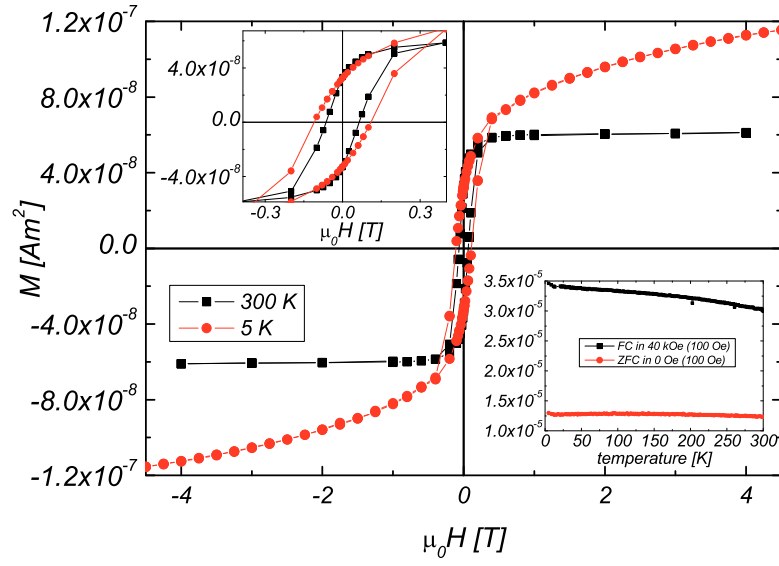 1.2x10⁻⁷
8.0x10⁻⁸
4.0x10⁻⁸
0.0
-4.0x10⁻⁸
-8.0x10⁻⁸
-1.2x10⁻⁷
M [Am²]
-4 -2 0 2 4
μ₀H [T]
4.0x10⁻⁸
0.0
-4.0x10⁻⁸
-0.3 0.0 0.3
μ₀H [T]
300 K
5 K
3.5x10⁻⁵
3.0x10⁻⁵
2.5x10⁻⁵
2.0x10⁻⁵
1.5x10⁻⁵
1.0x10⁻⁵
FC in 40 kOe (100 Oe)
ZFC in 0 Oe (100 Oe)
0 50 100 150 200 250 300
temperature [K]